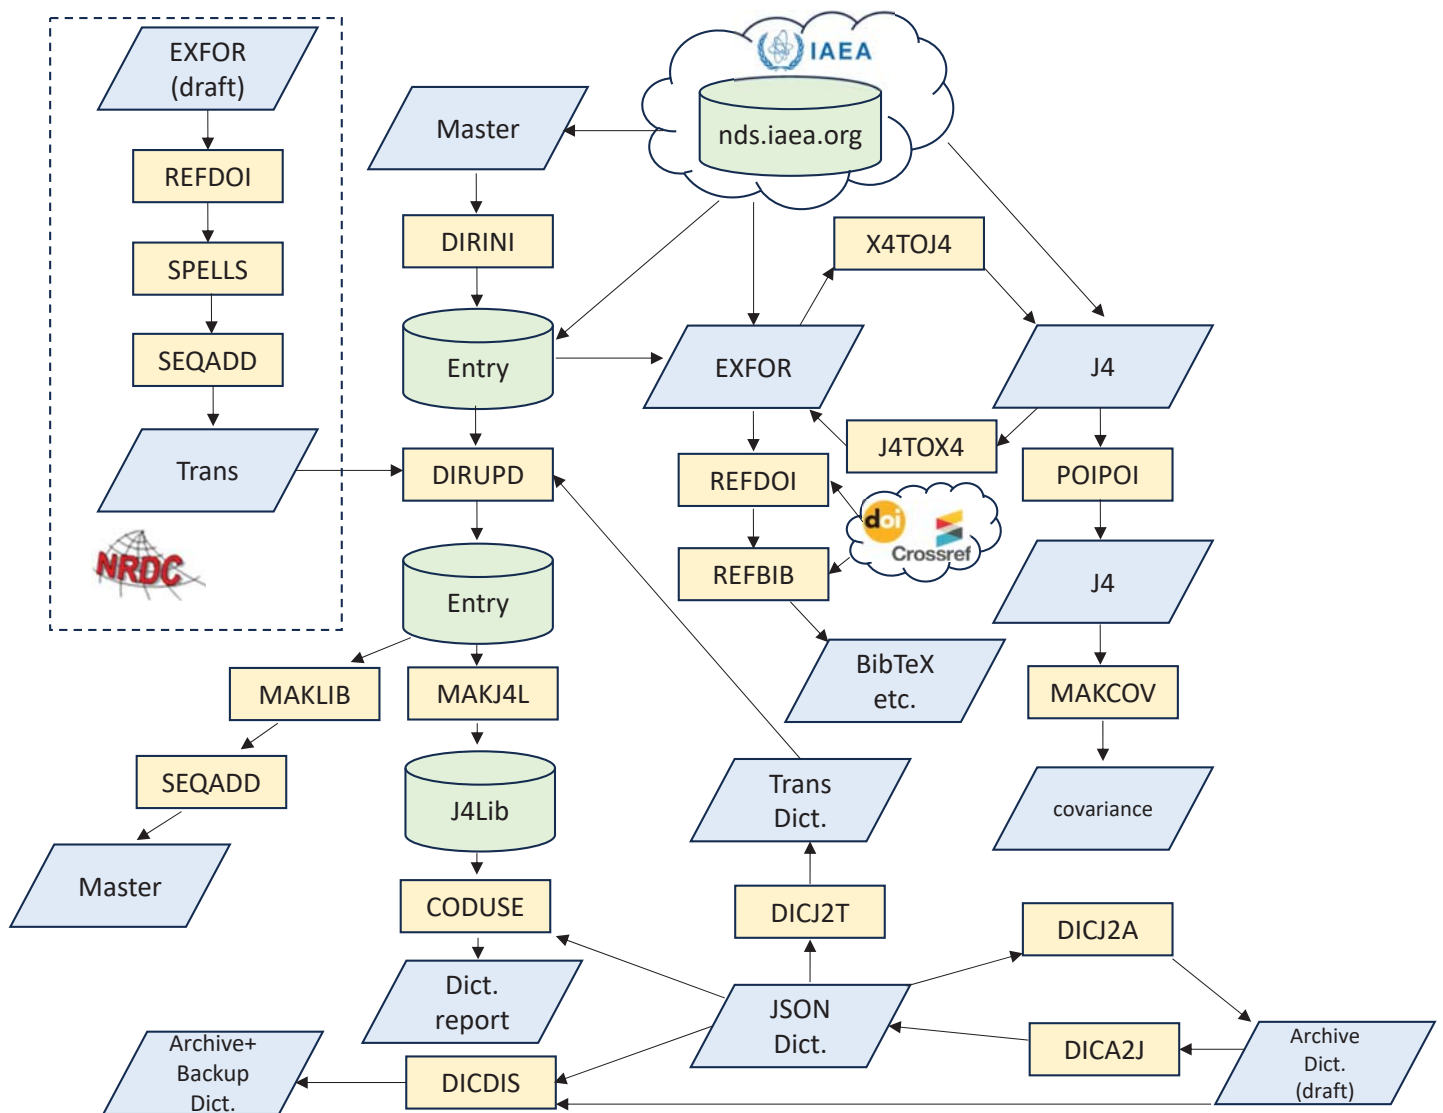 EXFOR
(draft)
REFDOI
SPELLS
SEQADD
Trans
NRDC
IAEA
nds.iaea.org
Master
DIRINI
Entry
DIRUPD
Entry
MAKLIB
MAKJ4L
SEQADD
J4Lib
Master
CODUSE
Dict.
report
Archive+
Backup
Dict.
DICDIS
X4TOJ4
EXFOR
J4
J4TOX4
REFDOI
POIPOI
doi
Crossref
REFBIB
J4
BibTeX
etc.
MAKCOV
Trans
Dict.
covariance
DICJ2T
DICJ2A
JSON
Dict.
DICA2J
Archive
Dict.
(draft)